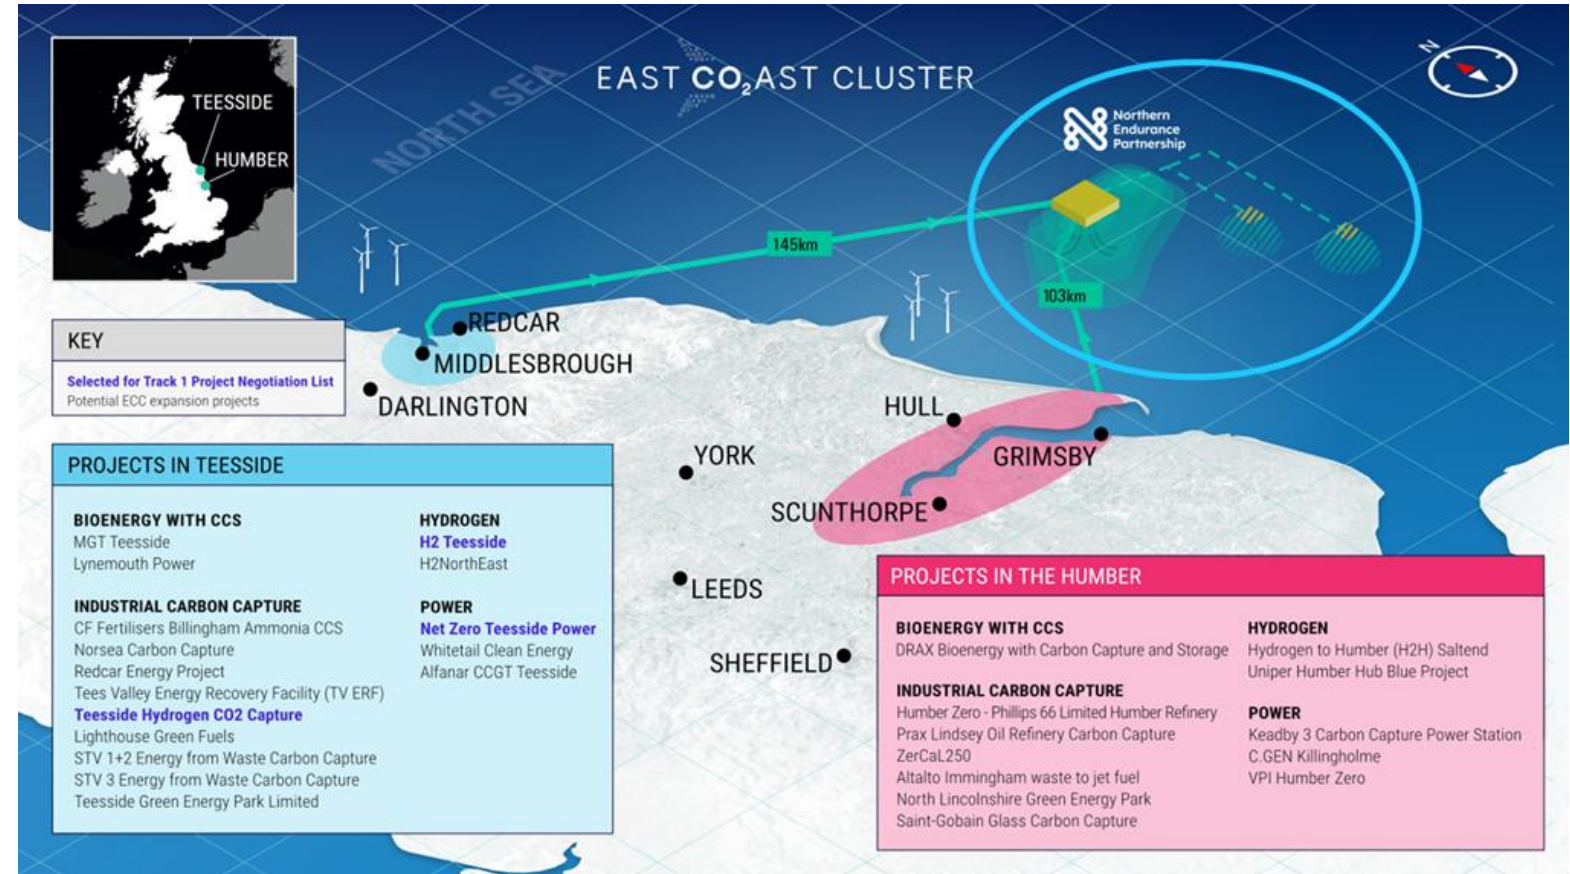 EAST CO₂AST CLUSTER
NORTH SEA
N
TEESSIDE
HUMBER
Northern
Endurance
Partnership
145km
103km
REDCAR
MIDDLESBROUGH
DARLINGTON
HULL
GRIMSBY
YORK
SCUNTHORPE
LEEDS
SHEFFIELD
KEY
Selected for Track 1 Project Negotiation List
Potential ECC expansion projects
PROJECTS IN TEESSIDE
BIOENERGY WITH CCS
MGT Teesside
Lynemouth Power
INDUSTRIAL CARBON CAPTURE
CF Fertilisers Billingham Ammonia CCS
Norsea Carbon Capture
Redcar Energy Project
Tees Valley Energy Recovery Facility (TV ERF)
Teesside Hydrogen CO2 Capture
Lighthouse Green Fuels
STV 1+2 Energy from Waste Carbon Capture
STV 3 Energy from Waste Carbon Capture
Teesside Green Energy Park Limited
HYDROGEN
H2 Teesside
H2NorthEast
POWER
Net Zero Teesside Power
Whitetail Clean Energy
Alfanar CCGT Teesside
PROJECTS IN THE HUMBER
BIOENERGY WITH CCS
DRAX Bioenergy with Carbon Capture and Storage
INDUSTRIAL CARBON CAPTURE
Humber Zero - Phillips 66 Limited Humber Refinery
Prax Lindsey Oil Refinery Carbon Capture
ZerCaL250
Altalto Immingham waste to jet fuel
North Lincolnshire Green Energy Park
Saint-Gobain Glass Carbon Capture
HYDROGEN
Hydrogen to Humber (H2H) Saltend
Uniper Humber Hub Blue Project
POWER
Keadby 3 Carbon Capture Power Station
C.GEN Killingholme
VPI Humber Zero